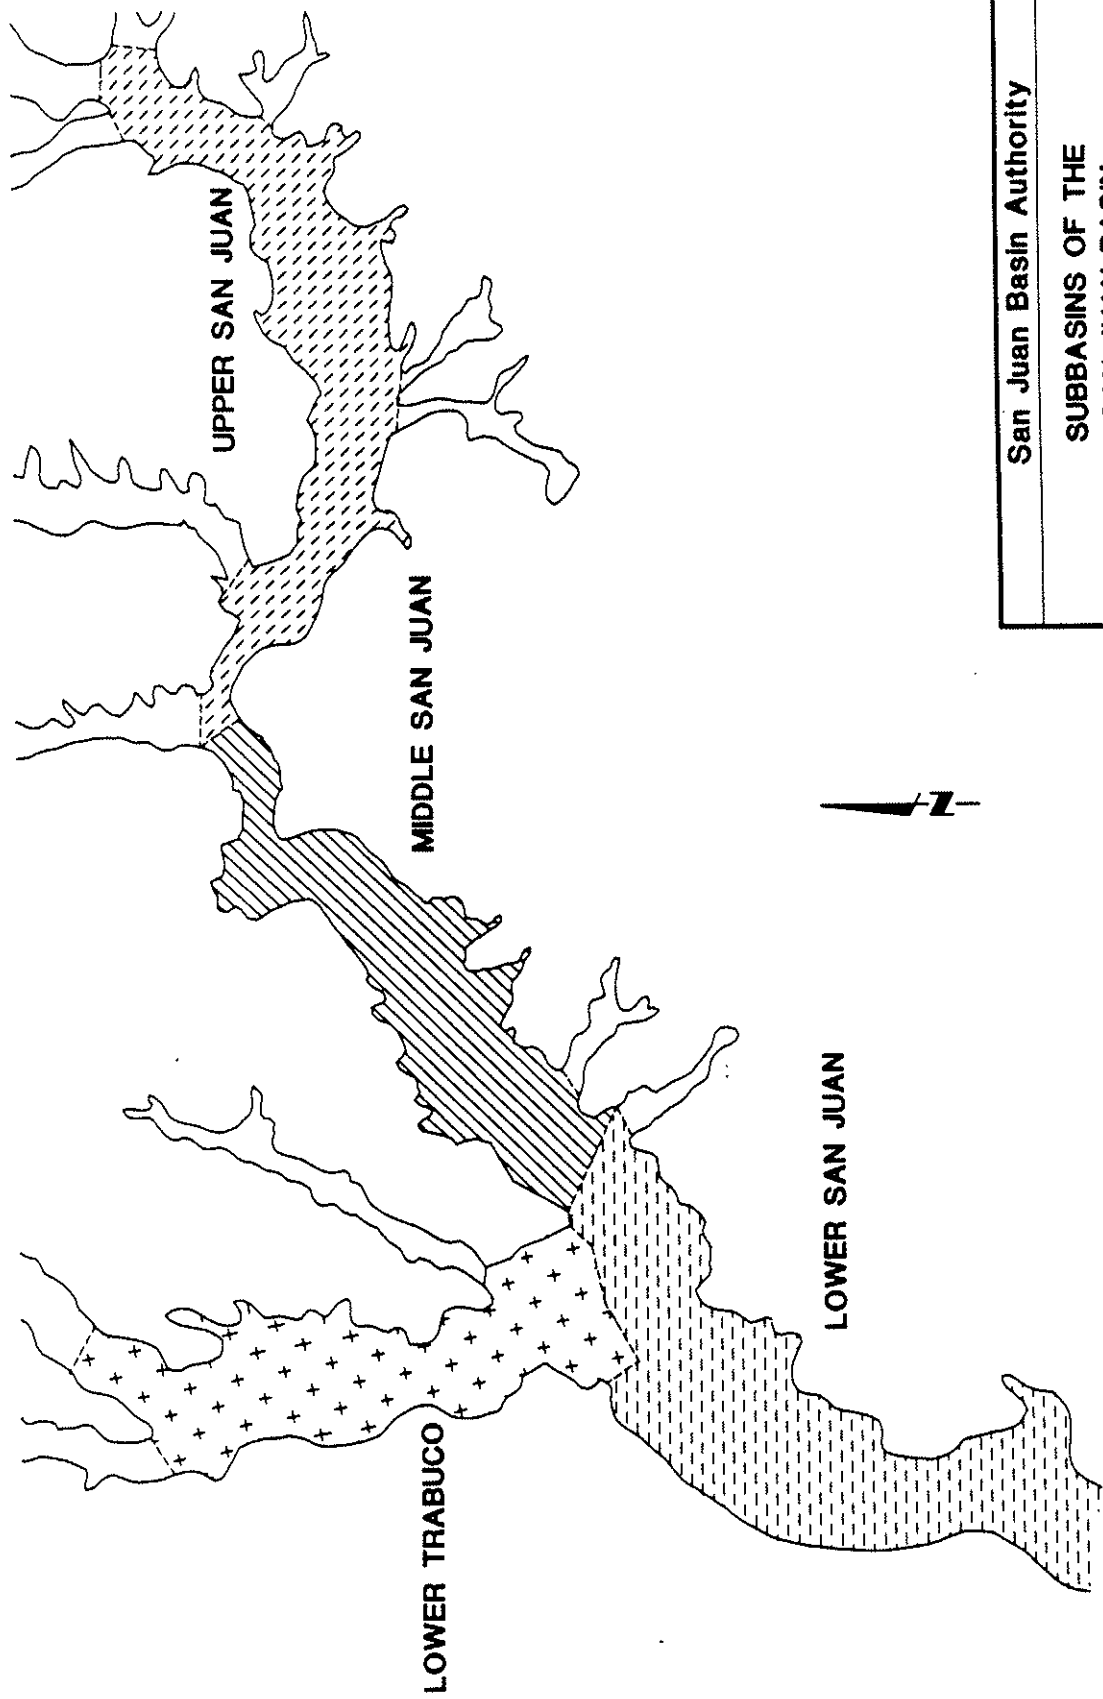 UPPER SAN JUAN
MIDDLE SAN JUAN
LOWER TRABUCO
LOWER SAN JUAN
Z
San Juan Basin Authority
SUBBASINS OF THE